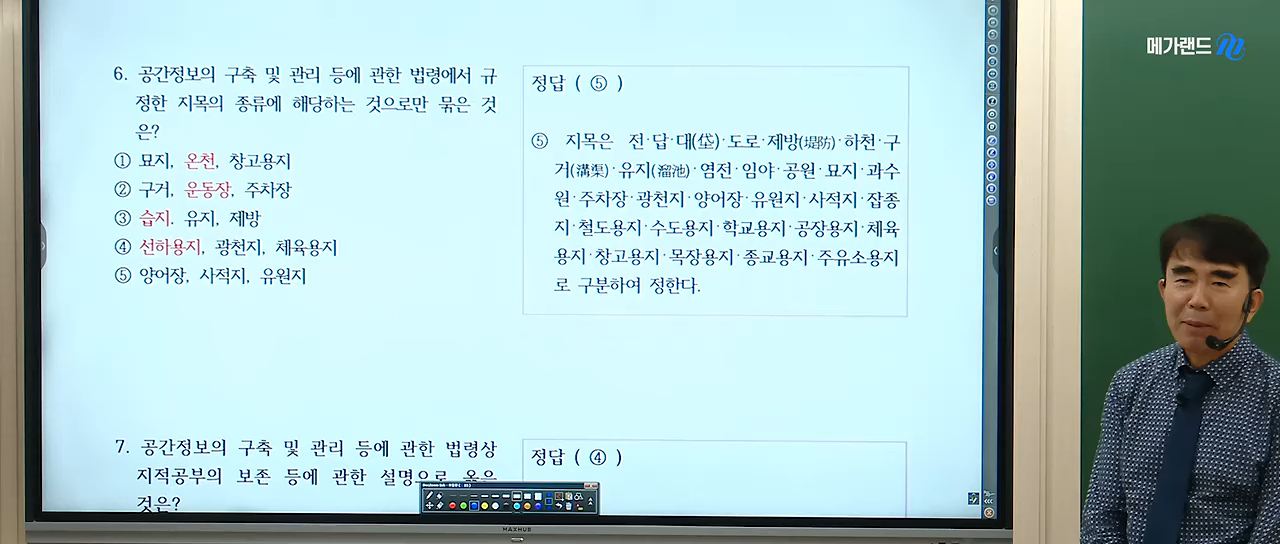 메가랜드
6. 공간정보의 구축 및 관리 등에 관한 법령에서 규
정한 지목의 종류에 해당하는 것으로만 묶은 것
은?
① 묘지, 온천, 창고용지
② 구거, 운동장, 주차장
③ 습지. 유지, 제방
④ 선하용지, 광천지, 체육용지
⑤ 양어장, 사적지, 유원지
정답 ( ⑤ )
⑤ 지목은 전·답·대(垈)·도로·제방(堤防)·하천·구
거(溝渠)·유지(溜池)·염전·임야·공원·묘지·과수
원·주차장·광천지·양어장·유원지·사적지·잡종
지·철도용지·수도용지·학교용지·공장용지·체육
용지·창고용지·목장용지·종교용지·주유소용지
로 구분하여 정한다.
7. 공간정보의 구축 및 관리 등에 관한 법령상
지적공부의 보존 등에 관한 설명으로 옳은
것은?
정답 ( ④ )
MAXHUB